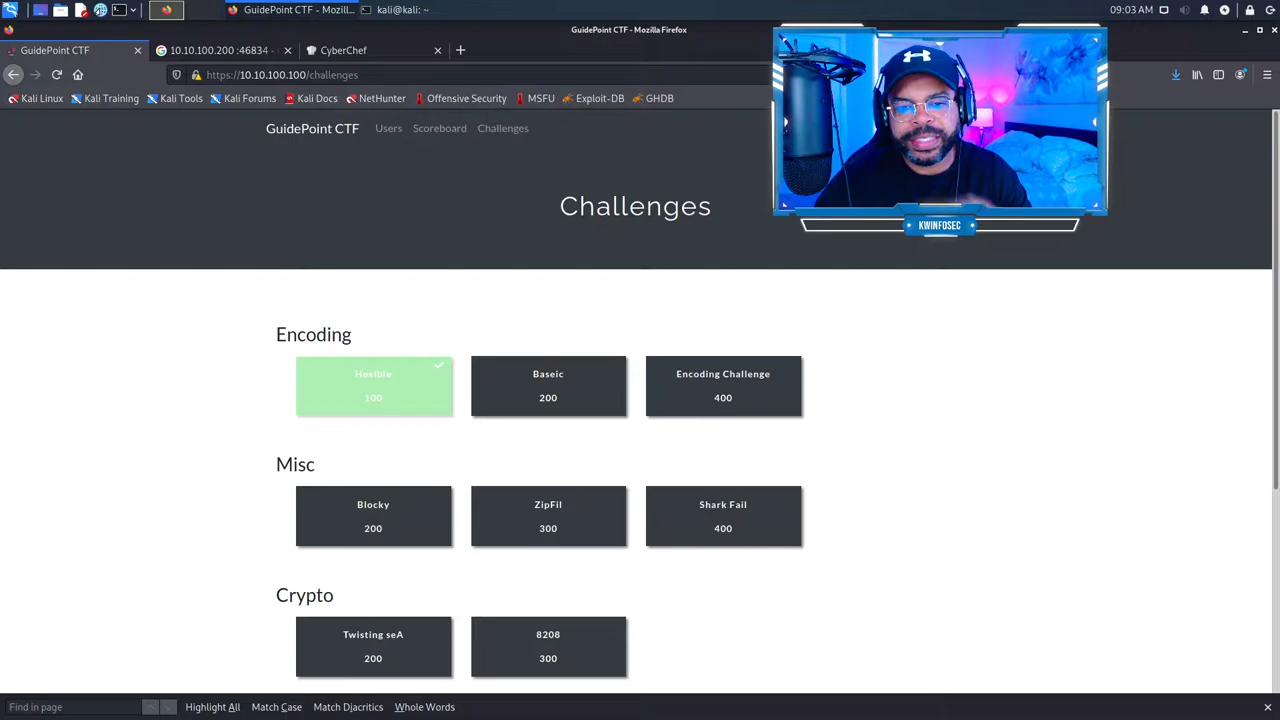 GuidePoint CTF - Mozill...
kali@kali: ~
09:03 AM
GuidePoint CTF - Mozilla Firefox
GuidePoint CTF
10.10.100.200 :46834 -
CyberChef
https://10.10.100.100/challenges
Kali Linux
Kali Training
Kali Tools
Kali Forums
Kali Docs
NetHunter
Offensive Security
MSFU
Exploit-DB
GHDB
GuidePoint CTF
Users
Scoreboard
Challenges
Challenges
KWINFOSEC
Encoding
Hexible
Baseic
Encoding Challenge
100
200
400
Misc
Blocky
ZipFil
Shark Fail
200
300
400
Crypto
Twisting seA
8208
200
300
Find in page
Highlight All
Match Case
Match Diacritics
Whole Words